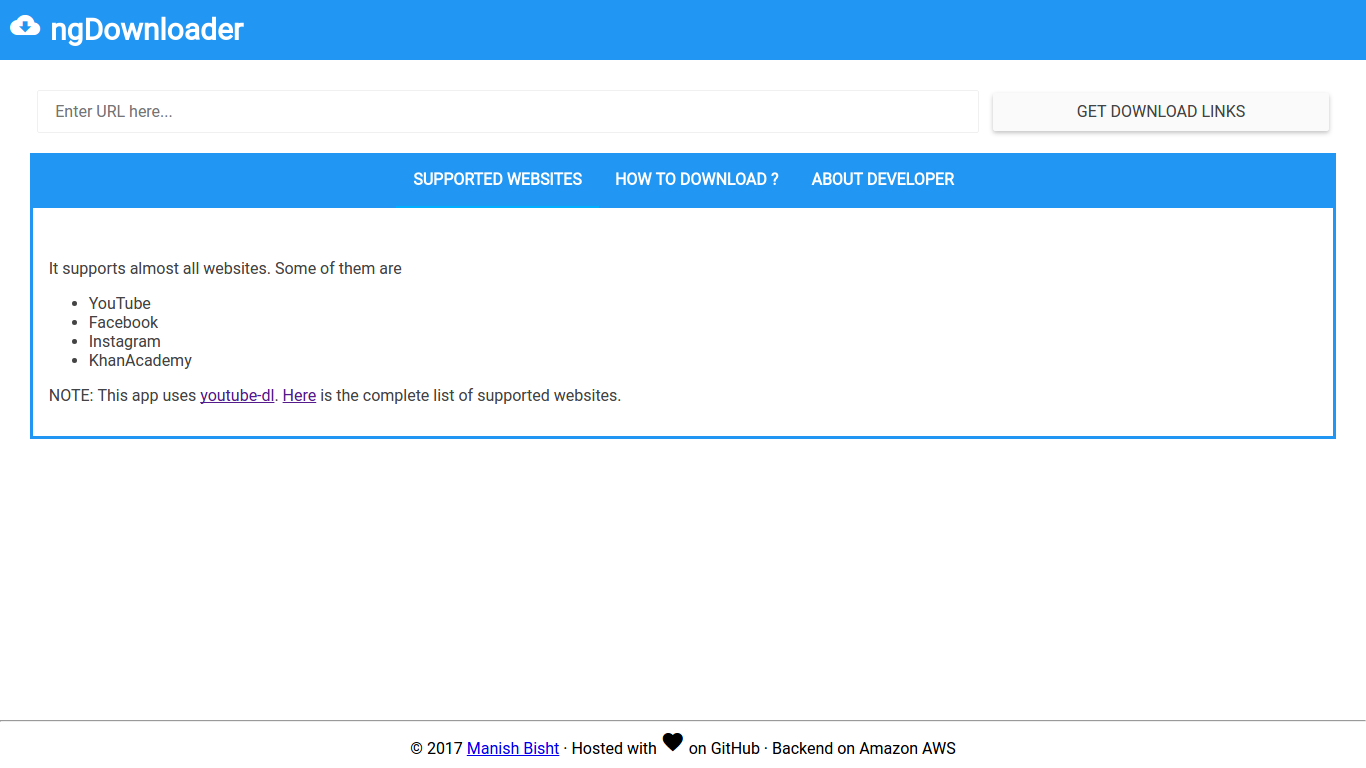 ngDownloader
Enter URL here...
GET DOWNLOAD LINKS
SUPPORTED WEBSITES
HOW TO DOWNLOAD ?
ABOUT DEVELOPER
It supports almost all websites. Some of them are
YouTube
Facebook
Instagram
KhanAcademy
NOTE: This app uses youtube-dl. Here is the complete list of supported websites.
© 2017 Manish Bisht · Hosted with ♥ on GitHub · Backend on Amazon AWS